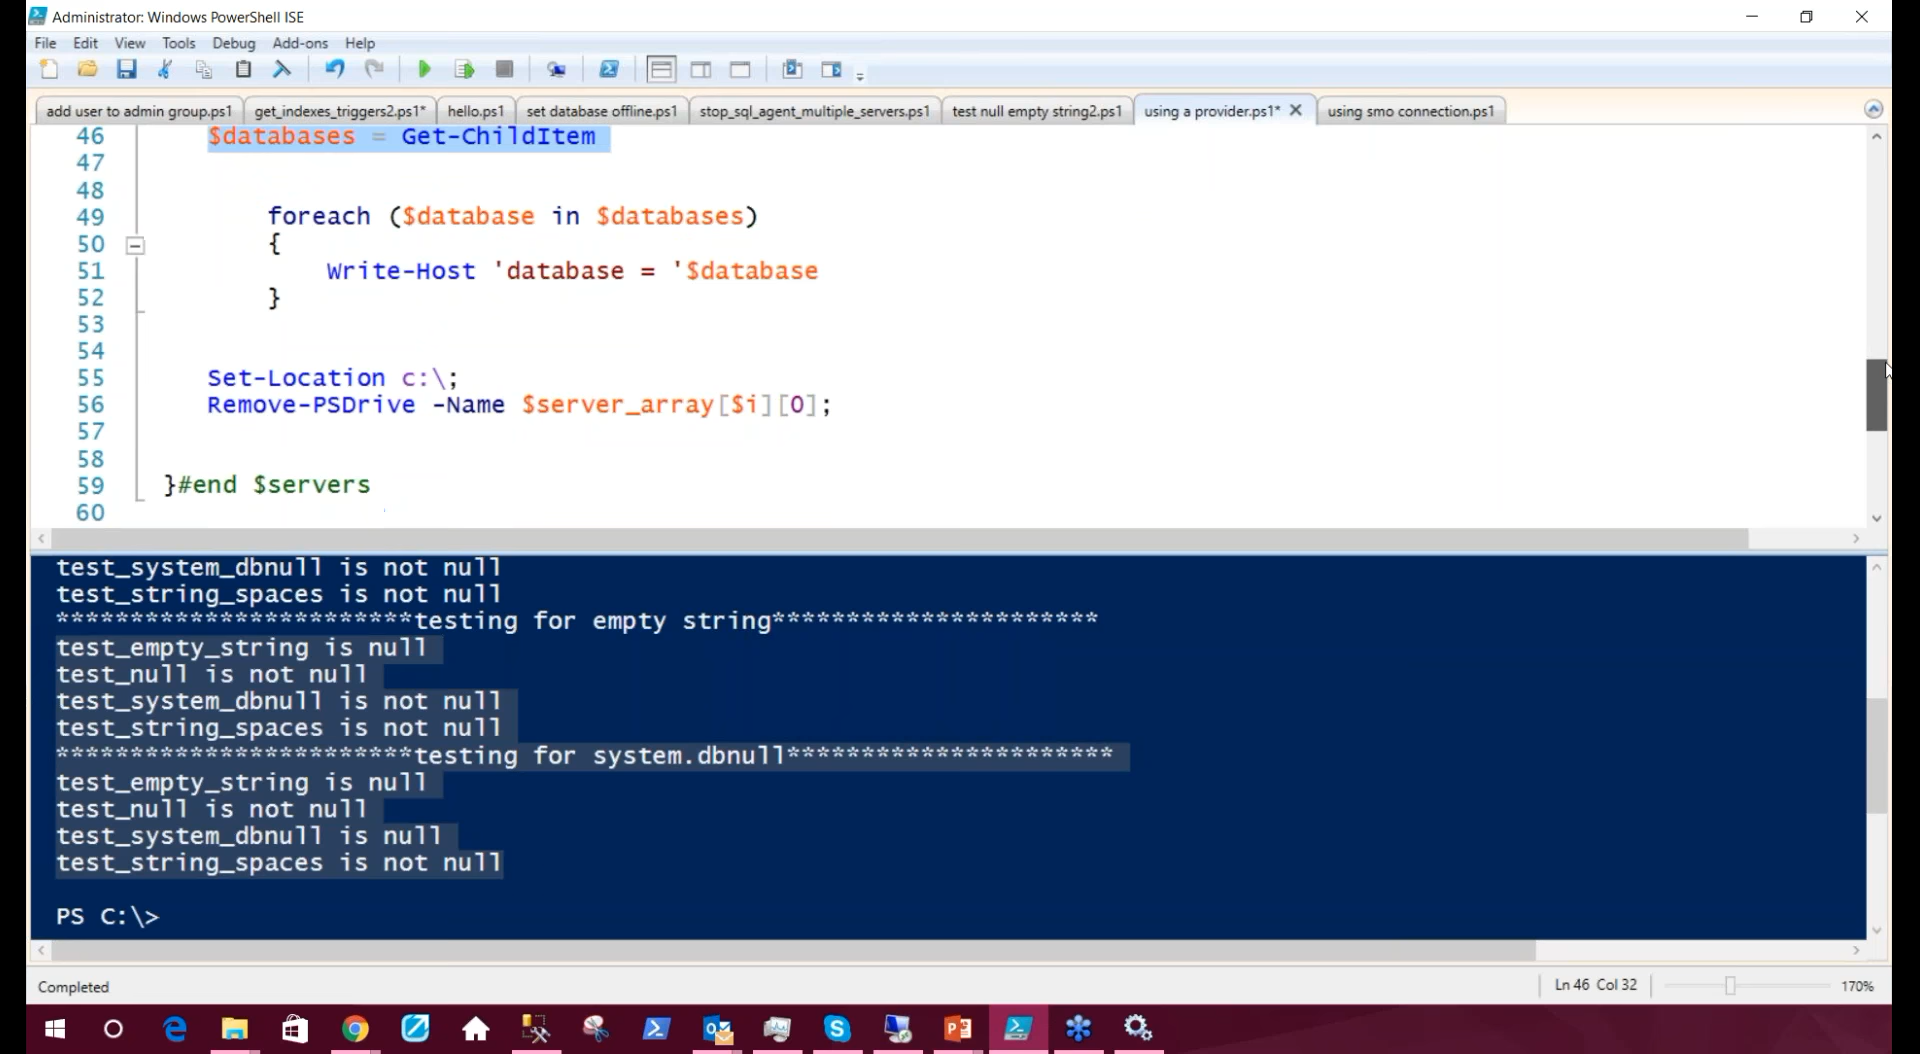 Administrator: Windows PowerShell ISE
File Edit View Tools Debug Add-ons Help
add user to admin group.ps1 get_indexes_triggers2.ps1* hello.ps1 set database offline.ps1 stop_sql_agent_multiple_servers.ps1 test null empty string2.ps1 using a provider.ps1* using smo connection.ps1
46 $databases = Get-ChildItem
47
48
49 foreach ($database in $databases)
50 {
51 Write-Host 'database = '$database
52 }
53
54
55 Set-Location c:\;
56 Remove-PSDrive -Name $server_array[$i][0];
57
58
59 }#end $servers
60
test_system_dbnull is not null
test_string_spaces is not null
************************testing for empty string**********************
test_empty_string is null
test_null is not null
test_system_dbnull is not null
test_string_spaces is not null
************************testing for system.dbnull**********************
test_empty_string is null
test_null is not null
test_system_dbnull is null
test_string_spaces is not null
PS C:\>
Completed Ln 46 Col 32 170%